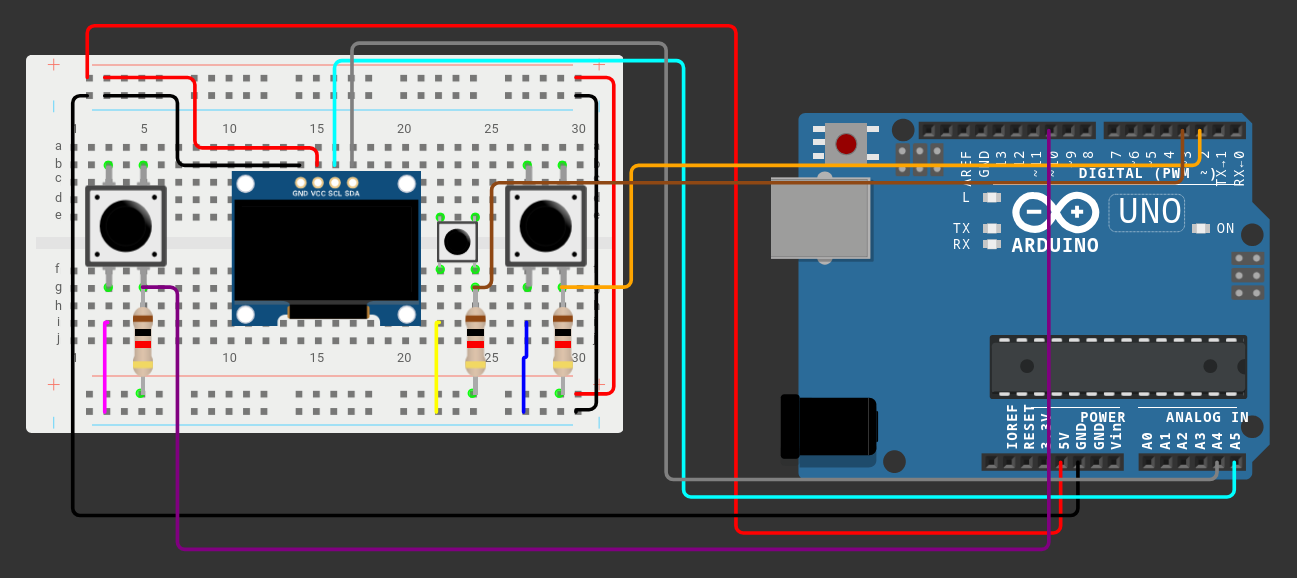 + +
1 5 10 15 20 25 30
a
b b
c c
d
e e
f
g
h
i
j
1 10 15 20 25 30
+ +
GND VCC SCL SDA
AREF
GND
13
12
~11
~10
~9
8
7
~6
~5
4
~3
~2
TX→1
RX←0
DIGITAL (PWM ~)
L
TX
RX
UNO
ARDUINO
ON
IOREF
RESET
3.3V
5V
GND
GND
Vin
POWER
ANALOG IN
A0
A1
A2
A3
A4
A5